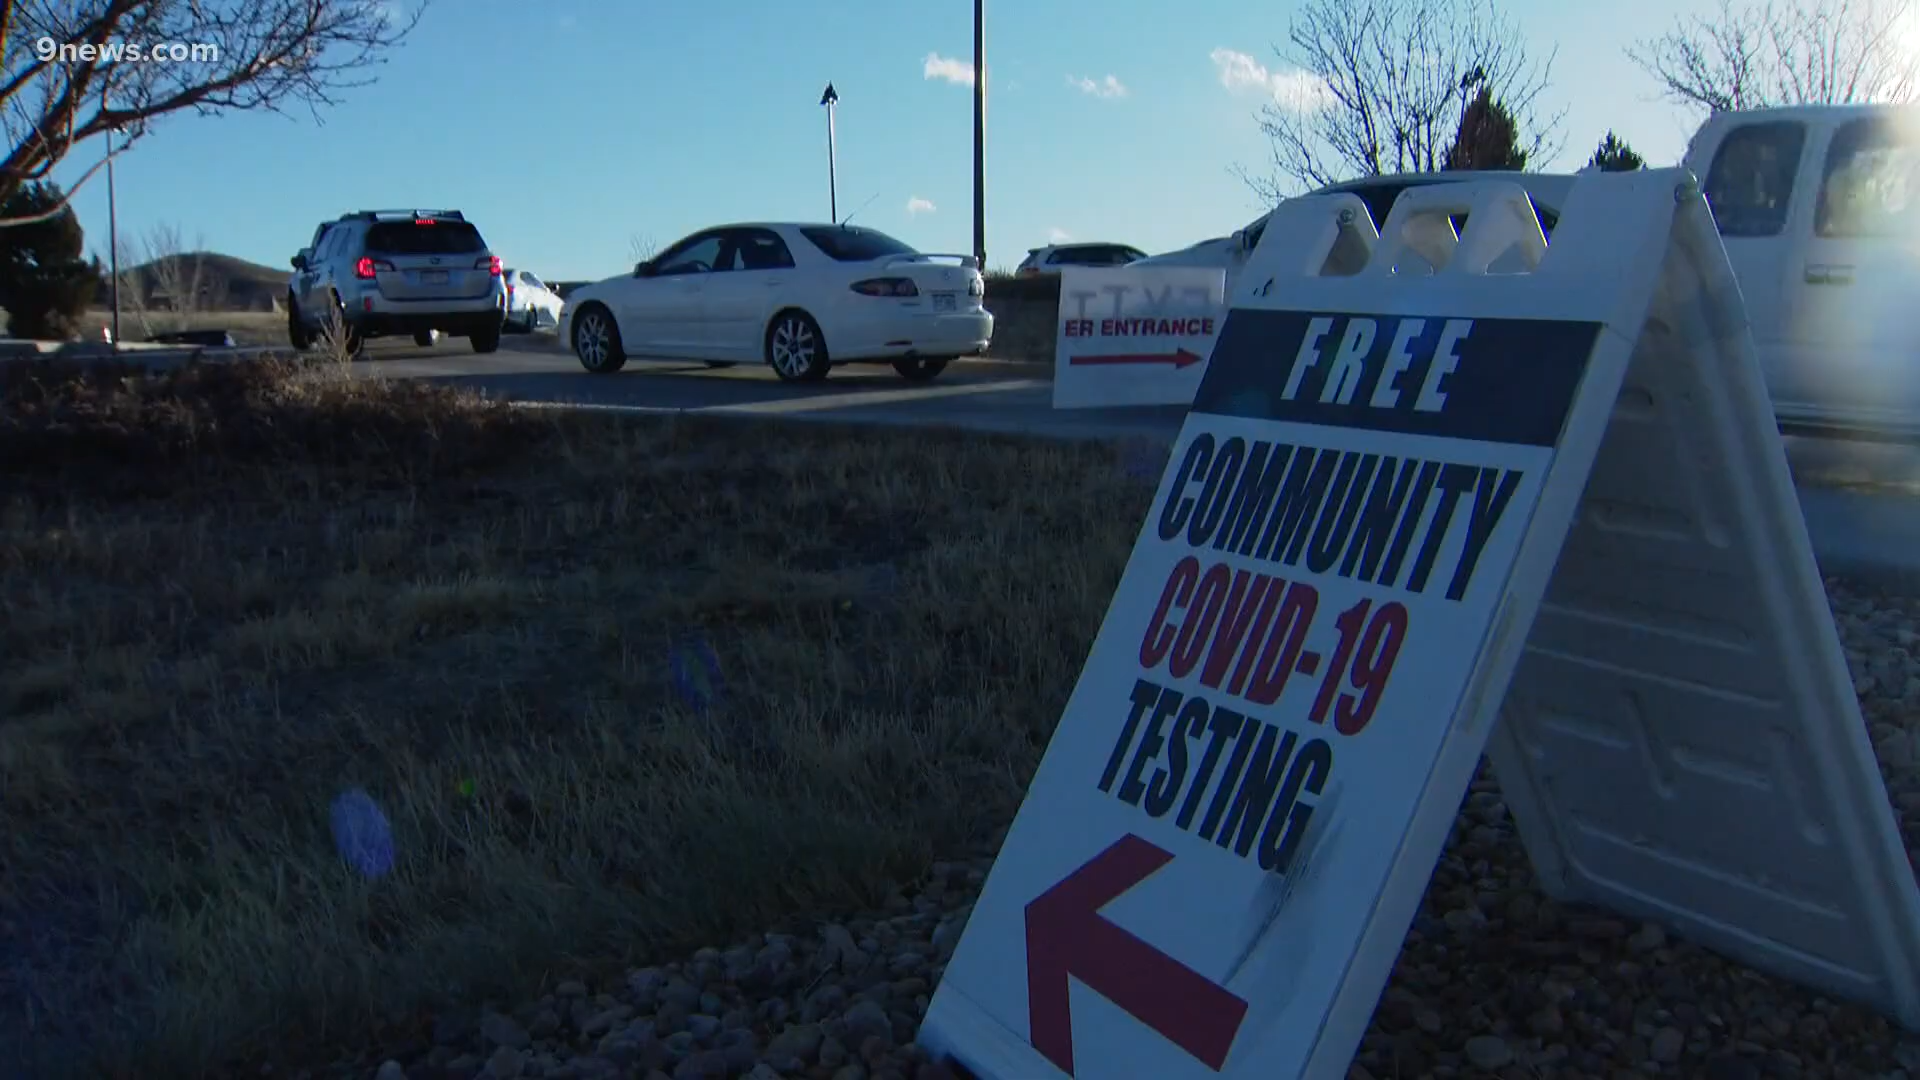 9news.com
ER ENTRANCE
FREE
COMMUNITY
COVID-19
TESTING